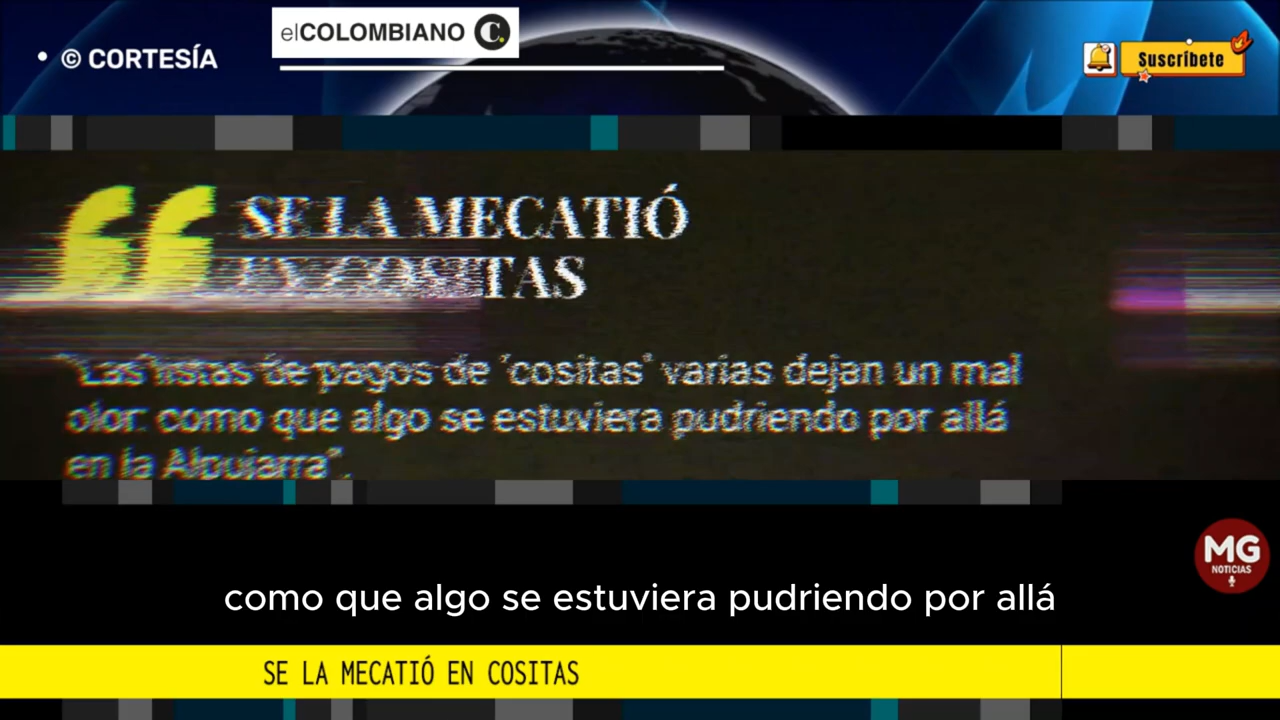 © CORTESÍA
elCOLOMBIANO C.
Suscríbete
SE LA MECATIÓ
EN COSITAS
"Las listas de pagos de 'cositas' varias dejan un mal
olor: como que algo se estuviera pudriendo por allá
en la Alpujarra".
MG
NOTICIAS
como que algo se estuviera pudriendo por allá
SE LA MECATIÓ EN COSITAS